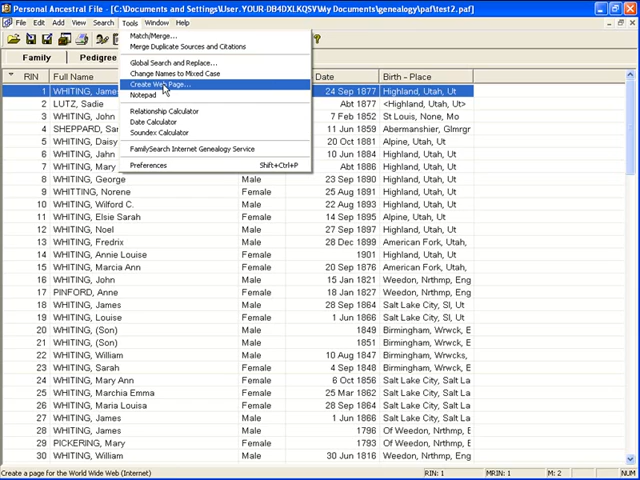 Personal Ancestral File - [C:\Documents and Settings\User.YOUR-DB4DXLKQSV\My Documents\genealogy\paf\test2.paf]
File Edit Add View Search Tools Window Help
Match/Merge...
Merge Duplicate Sources and Citations
Global Search and Replace...
Change Names to Mixed Case
Create Web Page...
Notepad
Relationship Calculator
Date Calculator
Soundex Calculator
FamilySearch Internet Genealogy Service
Preferences Shift+Ctrl+P
Family Pedigree
RIN Full Name Date Birth - Place
1 WHITING, James 24 Sep 1877 Highland, Utah, Ut
2 LUTZ, Sadie Abt 1877 <Highland, Utah, Ut
3 WHITING, John 7 Feb 1852 St Louis, None, Mo
4 SHEPPARD, Sar 11 Jun 1859 Abermanshier, Glmrgr
5 WHITING, Daisy 26 Oct 1881 Alpine, Utah, Ut
6 WHITING, John 10 Jun 1884 Highland, Utah, Ut
7 WHITING, Mary Highland, Utah, Ut
8 WHITING, George Male 23 Sep 1890 Highland, Utah, Ut
9 WHITTING, Norene Female 25 Aug 1891 Highland, Utah, Ut
10 WHITING, Wilford C. Male 22 Aug 1893 Highland, Utah, Ut
11 WHITING, Elsie Sarah Female 16 Sep 1895 Alpine, Utah, Ut
12 WHITING, Noel Male 29 Sep 1897 Highland, Utah, Ut
13 WHITING, Fredrix Male 28 Dec 1899 American Fork, Utah,
14 WHITING, Annie Louise Female 1901 Highland, Utah, Ut
15 WHITING, Marcia Ann Female 20 Sep 1876 American Fork, Utah,
16 WHITING, John Male 15 Jan 1821 Weedon, Nrthmp, Eng
17 PINFORD, Anne Female 18 Jan 1827 Weedon, Nrthmp, Eng
18 WHITING, James Male 28 Sep 1864 Salt Lake City, Sl, Ut
19 WHITING, Louise Female 1 Jun 1866 Salt Lake City, Sl, Ut
20 WHITING, (Son) Male 1849 Birmingham, Wrwck, E
21 WHITING, (Son) Male 1851 Birmingham, Wrwck, E
22 WHITING, William Male 10 Aug 1847 Birmingham, Wrwcks,
23 WHITING, Sarah Female 4 Sep 1848 Birmingham, Wrwck, E
24 WHITING, Mary Ann Female 6 Oct 1856 Salt Lake City, Salt La
25 WHITING, Marchia Emma Female 25 Mar 1862 Salt Lake City, Salt La
26 WHITING, Maria Louisa Female 28 Oct 1858 Salt Lake City, Salt La
27 WHITING, James Male 1 Jun 1866 Salt Lake City, Salt La
28 WHITING, James Male 1796 Of Weedon, Nrthmp, E
29 PICKERING, Mary Female 1793 Of Weedon, Nrthmp, E
30 WHITING, William Male 30 Jun 1816 Weedon, Nrthmp, Eng
Create a page for the World Wide Web (Internet) RIN: 1 MRIN: 1 M: 2 NUM